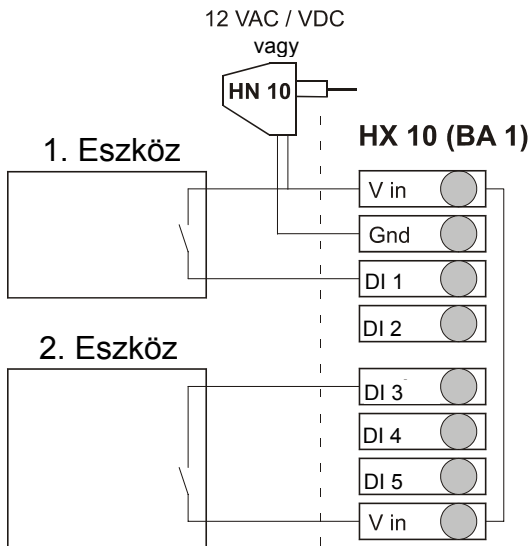 12 VAC / VDC
vagy
HN 10
HX 10 (BA 1)
1. Eszköz
V in
Gnd
DI 1
DI 2
2. Eszköz
DI 3
DI 4
DI 5
V in